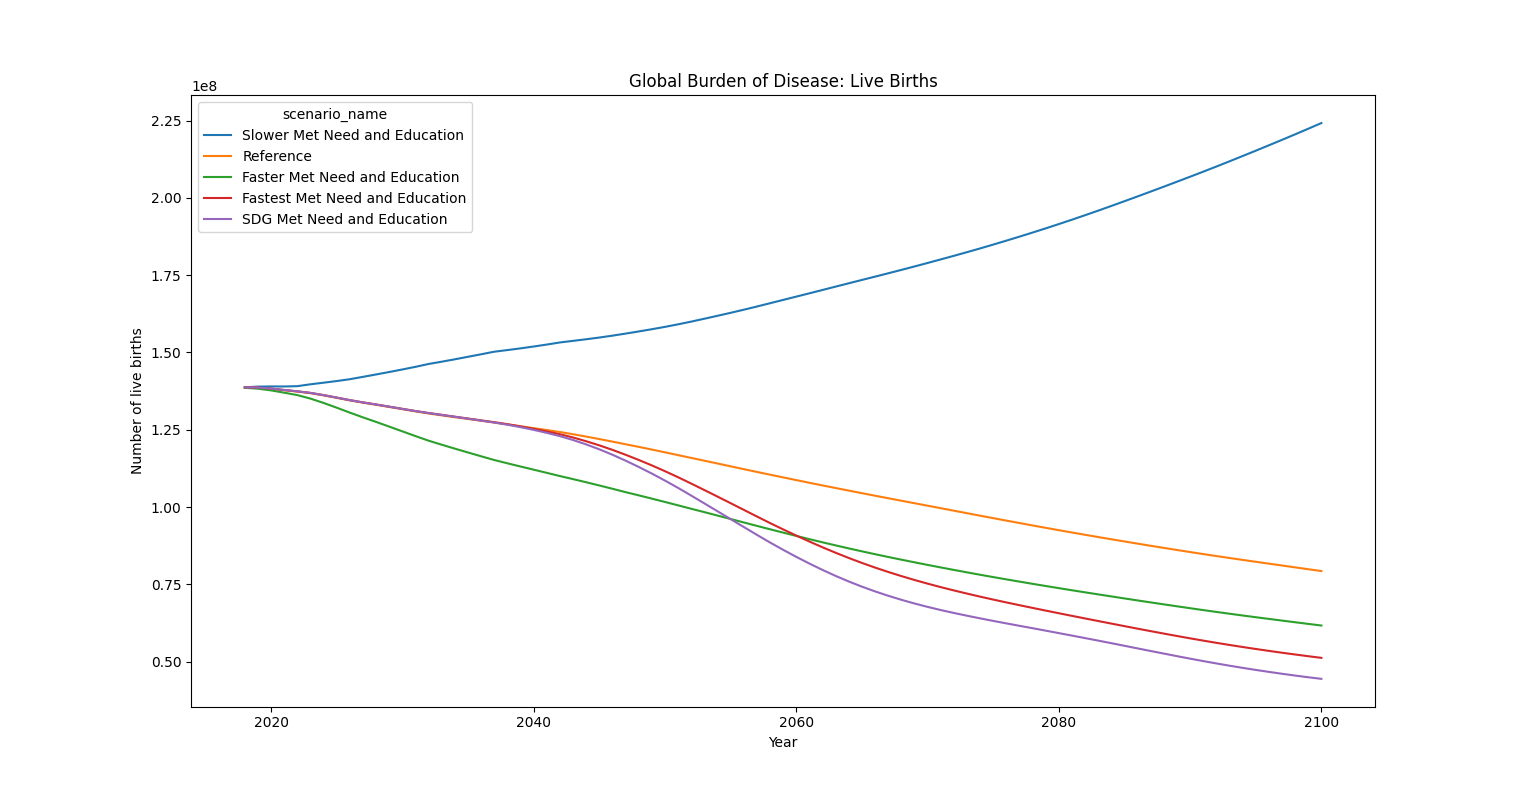 Global Burden of Disease: Live Births
1e8
scenario_name
Slower Met Need and Education
Reference
Faster Met Need and Education
Fastest Met Need and Education
SDG Met Need and Education
2.25
2.00
1.75
1.50
1.25
1.00
0.75
0.50
Number of live births
2020
2040
2060
2080
2100
Year